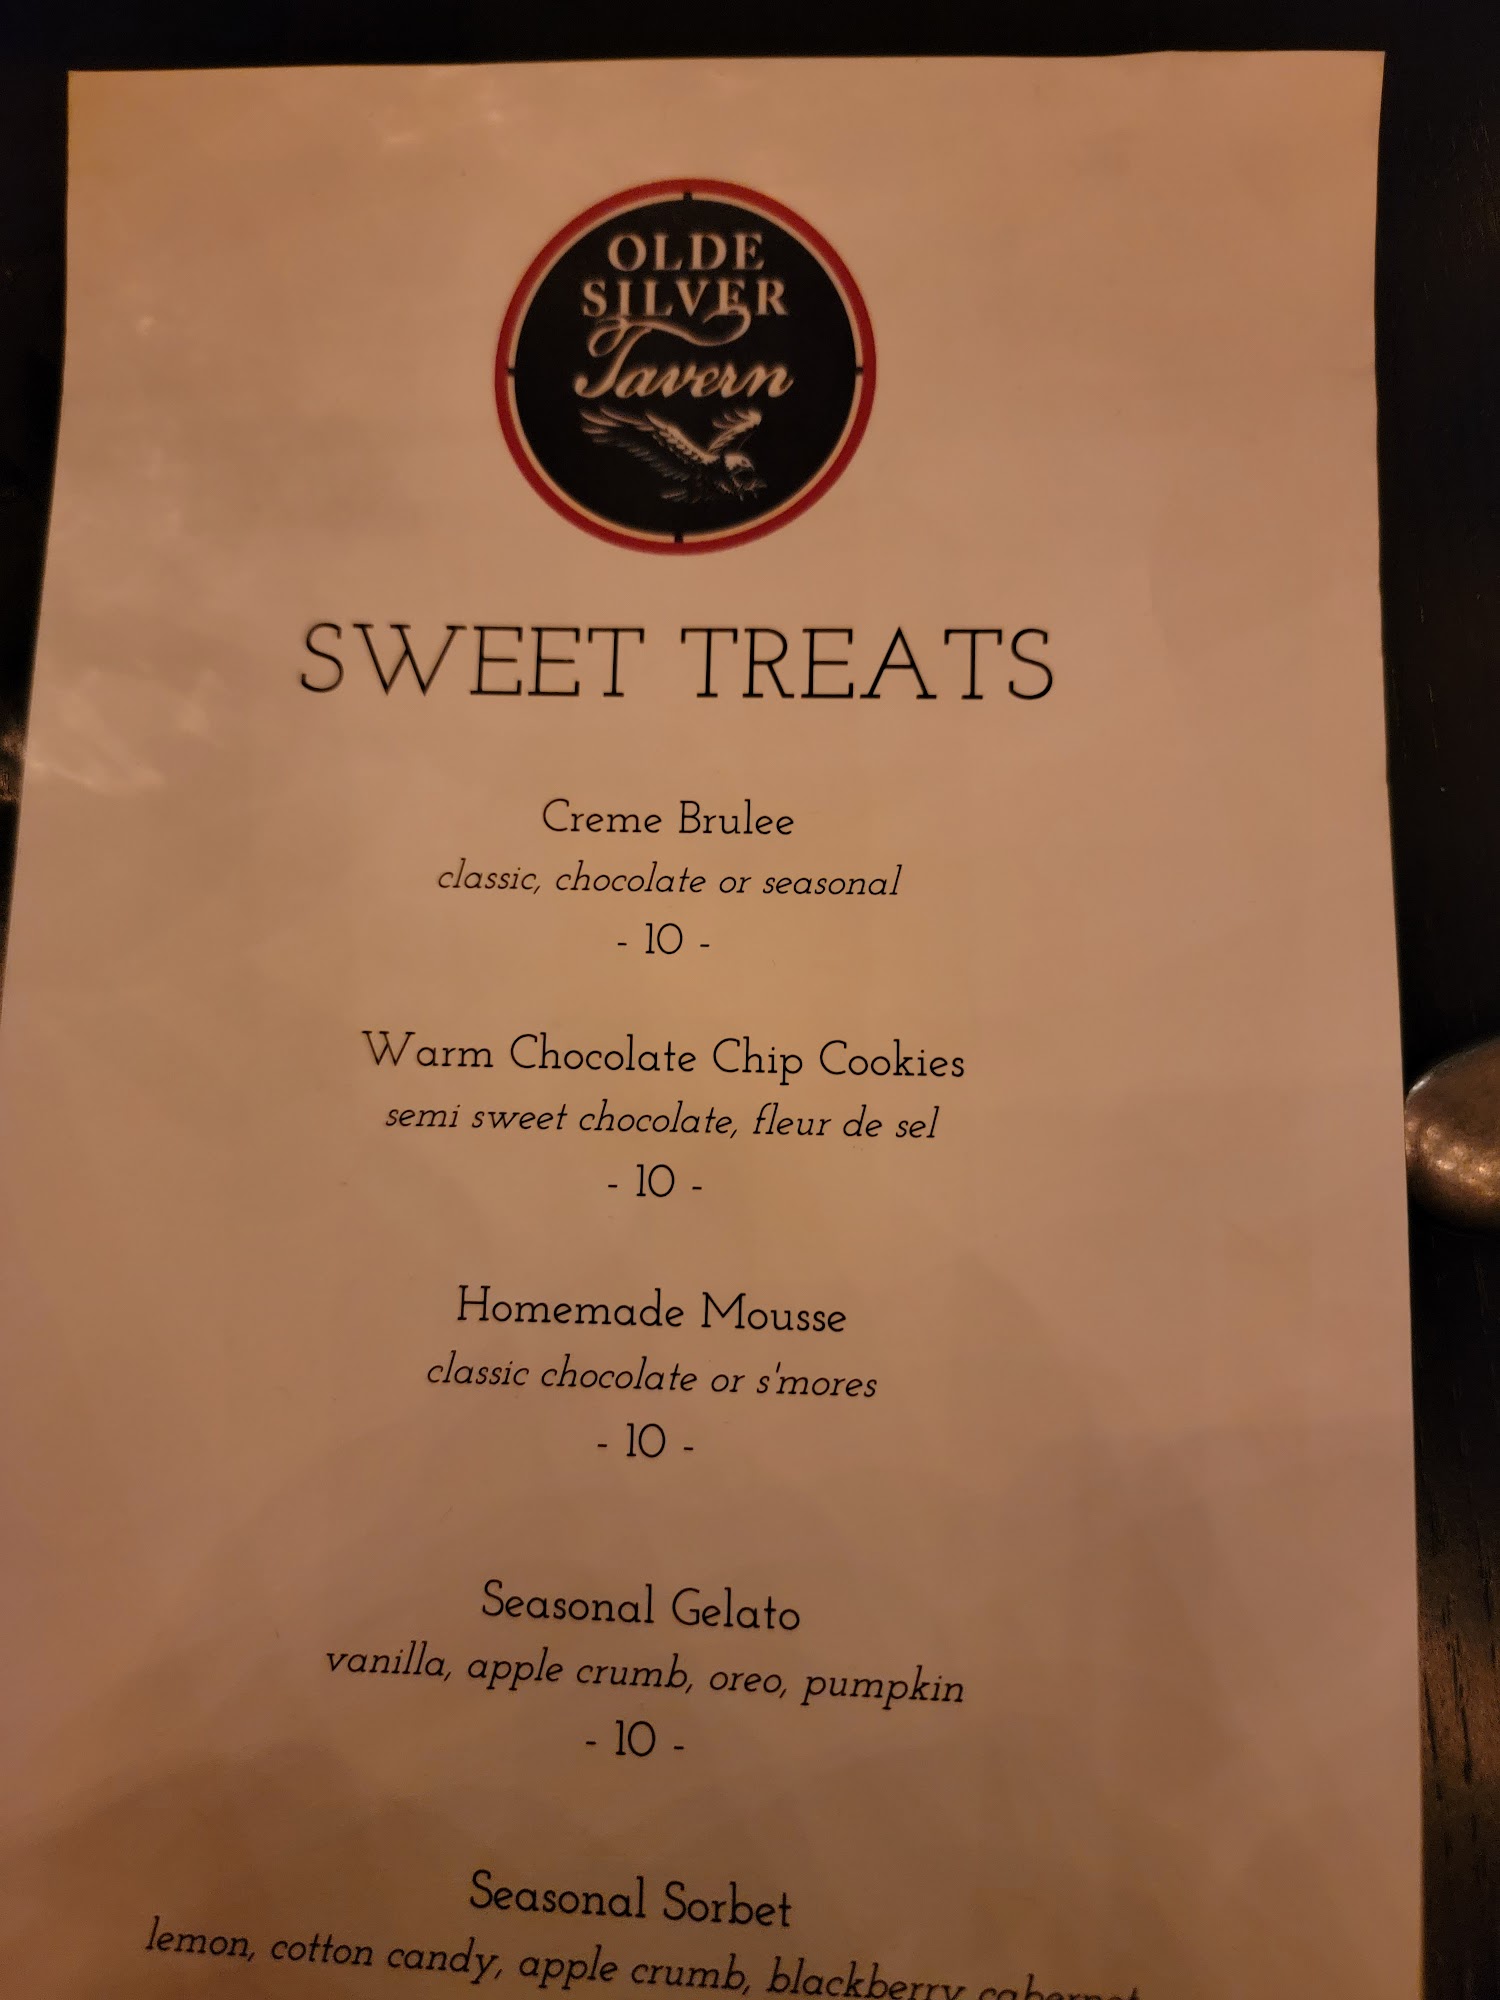 OLDE
SILVER
Tavern
SWEET TREATS
Creme Brulee
classic, chocolate or seasonal
- 10 -
Warm Chocolate Chip Cookies
semi sweet chocolate, fleur de sel
- 10 -
Homemade Mousse
classic chocolate or s'mores
- 10 -
Seasonal Gelato
vanilla, apple crumb, oreo, pumpkin
- 10 -
Seasonal Sorbet
lemon, cotton candy, apple crumb, blackberry cabernet